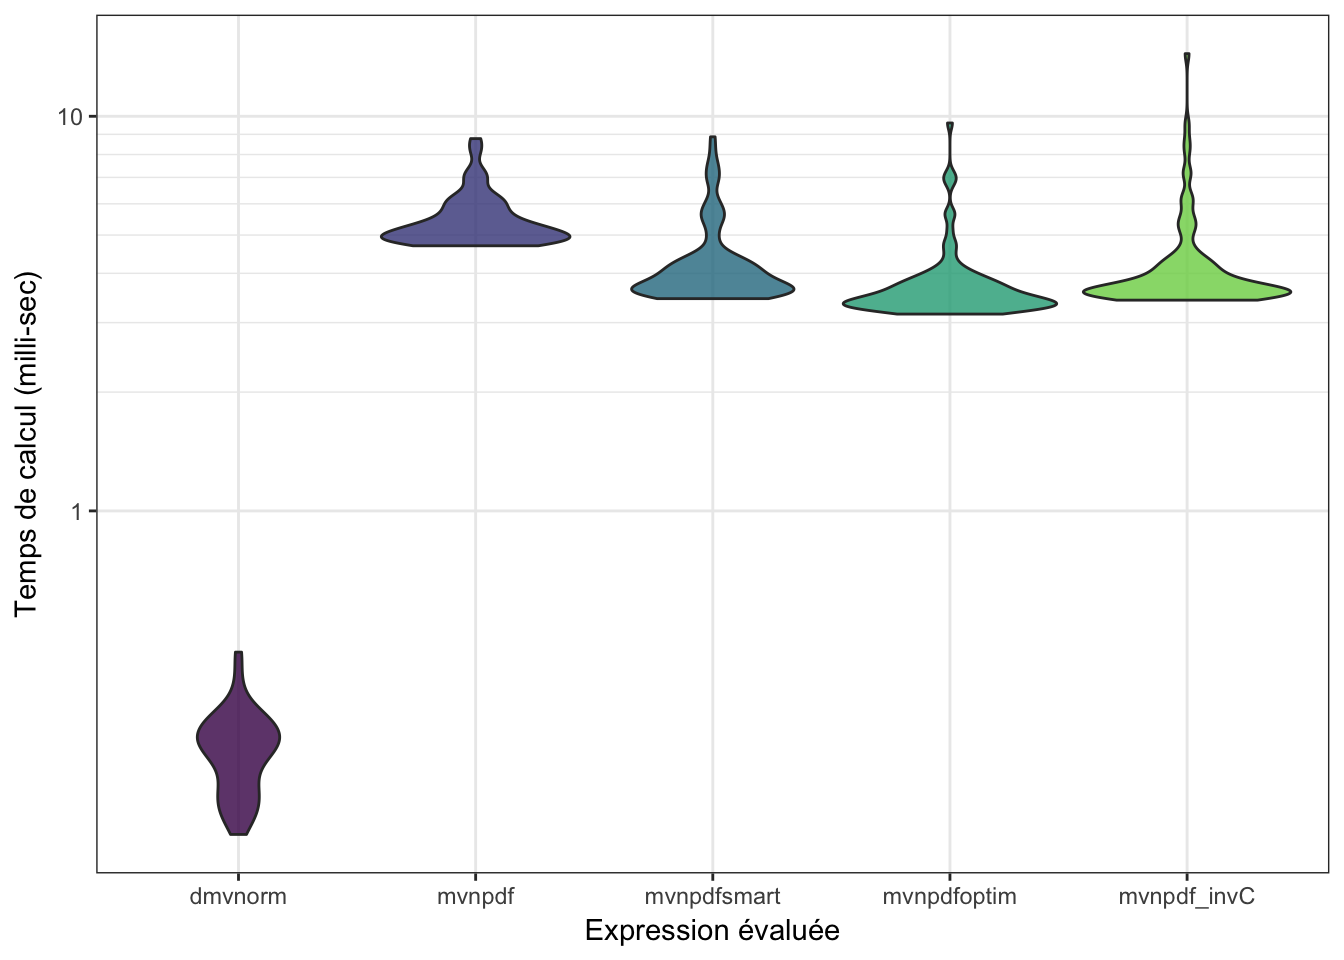 Temps de calcul (milli-sec)
10
1
dmvnorm
mvnpdf
mvnpdfsmart
mvnpdfoptim
mvnpdf_invC
Expression évaluée